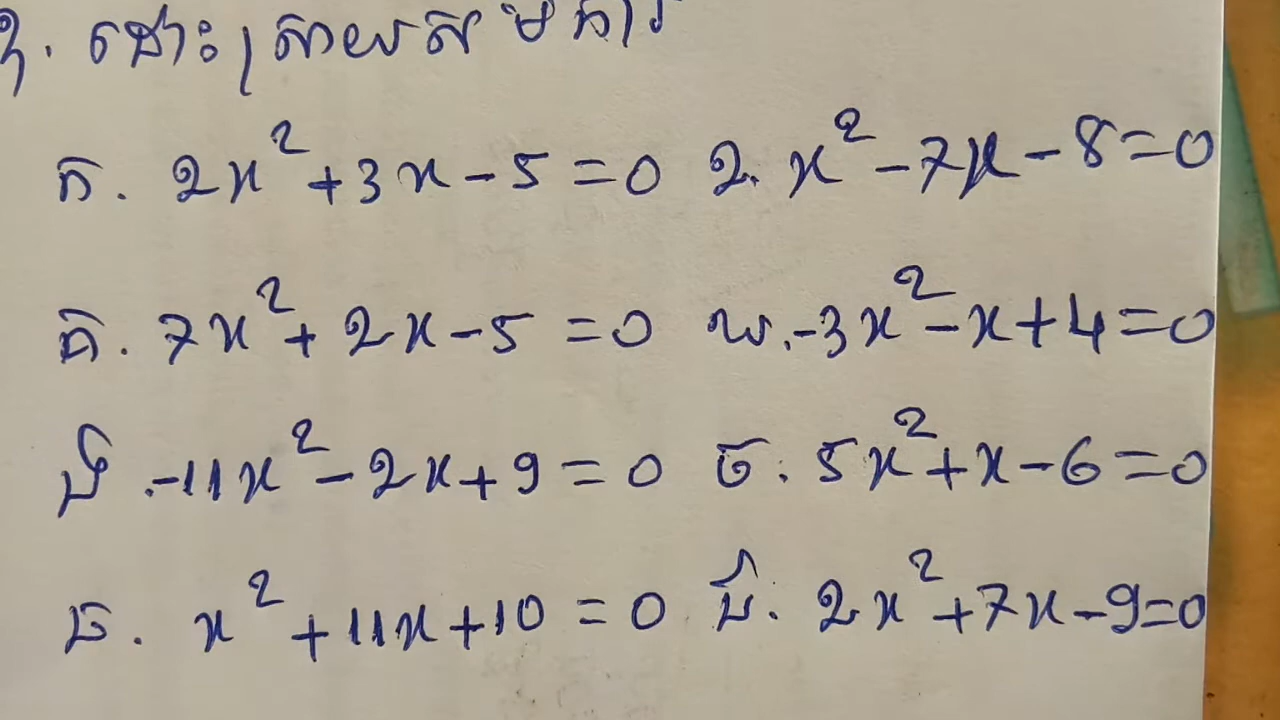 ២. ដោះស្រាយសមីការ
ក. 2x² + 3x - 5 = 0 ខ. x² - 7x - 8 = 0
គ. 7x² + 2x - 5 = 0 ឃ. -3x² - x + 4 = 0
ង. -11x² - 2x + 9 = 0 ច. 5x² + x - 6 = 0
ឆ. x² + 11x + 10 = 0 ជ. 2x² + 7x - 9 = 0